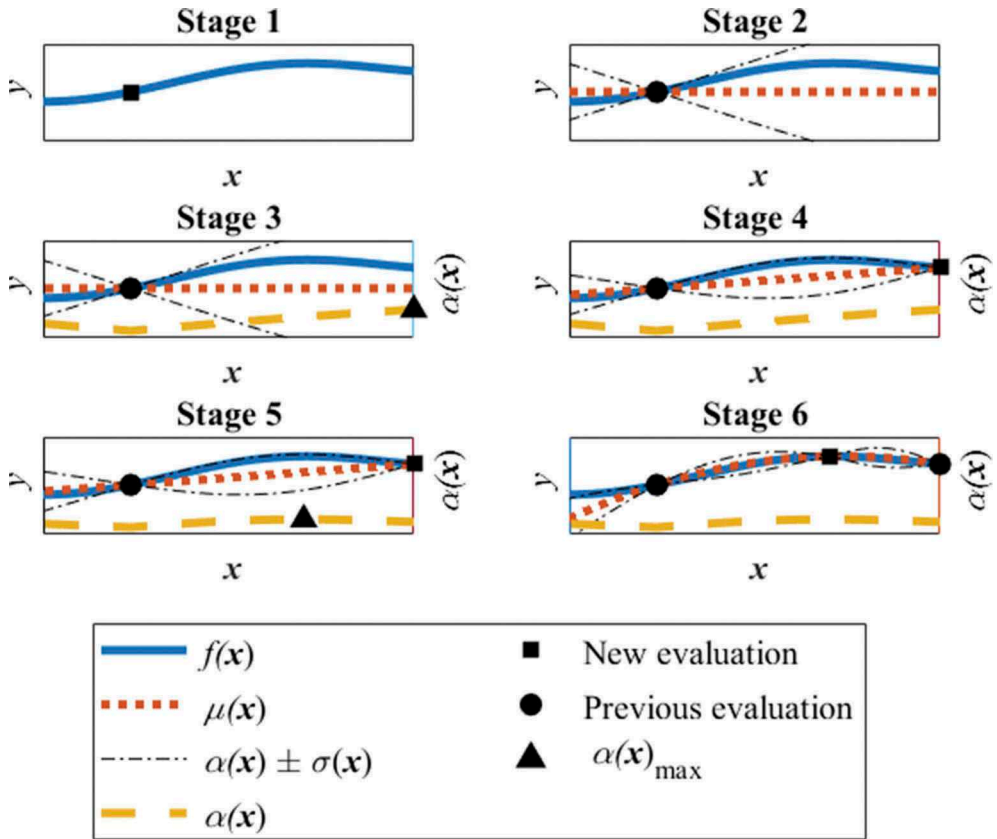 Stage 1
Stage 2
y
y
x
x
Stage 3
Stage 4
y
α(x)
y
α(x)
x
x
Stage 5
Stage 6
y
α(x)
y
α(x)
x
x
f(x)
New evaluation
μ(x)
Previous evaluation
α(x) ± σ(x)
α(x)max
α(x)